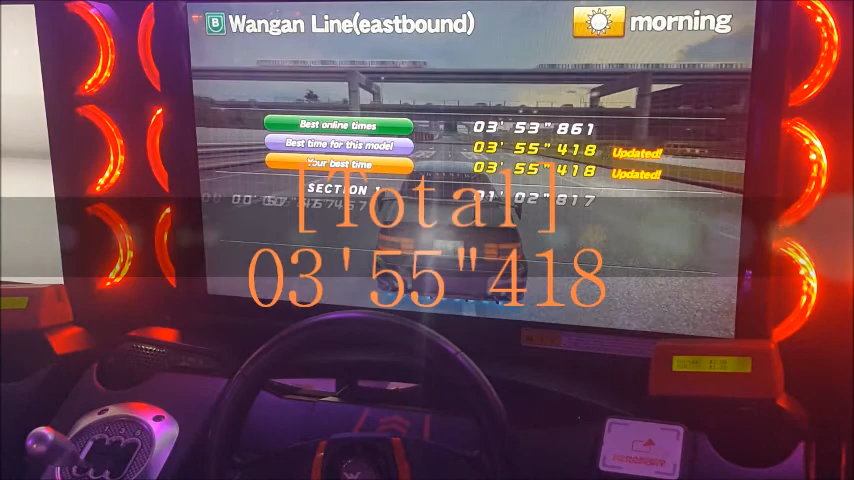 B Wangan Line(eastbound) morning
Best online times 03'53"861
Best time for this model 03'55"418 Updated!
Your best time 03'55"418 Updated!
SECTION 1 01'02"817
[Total]
03'55"418